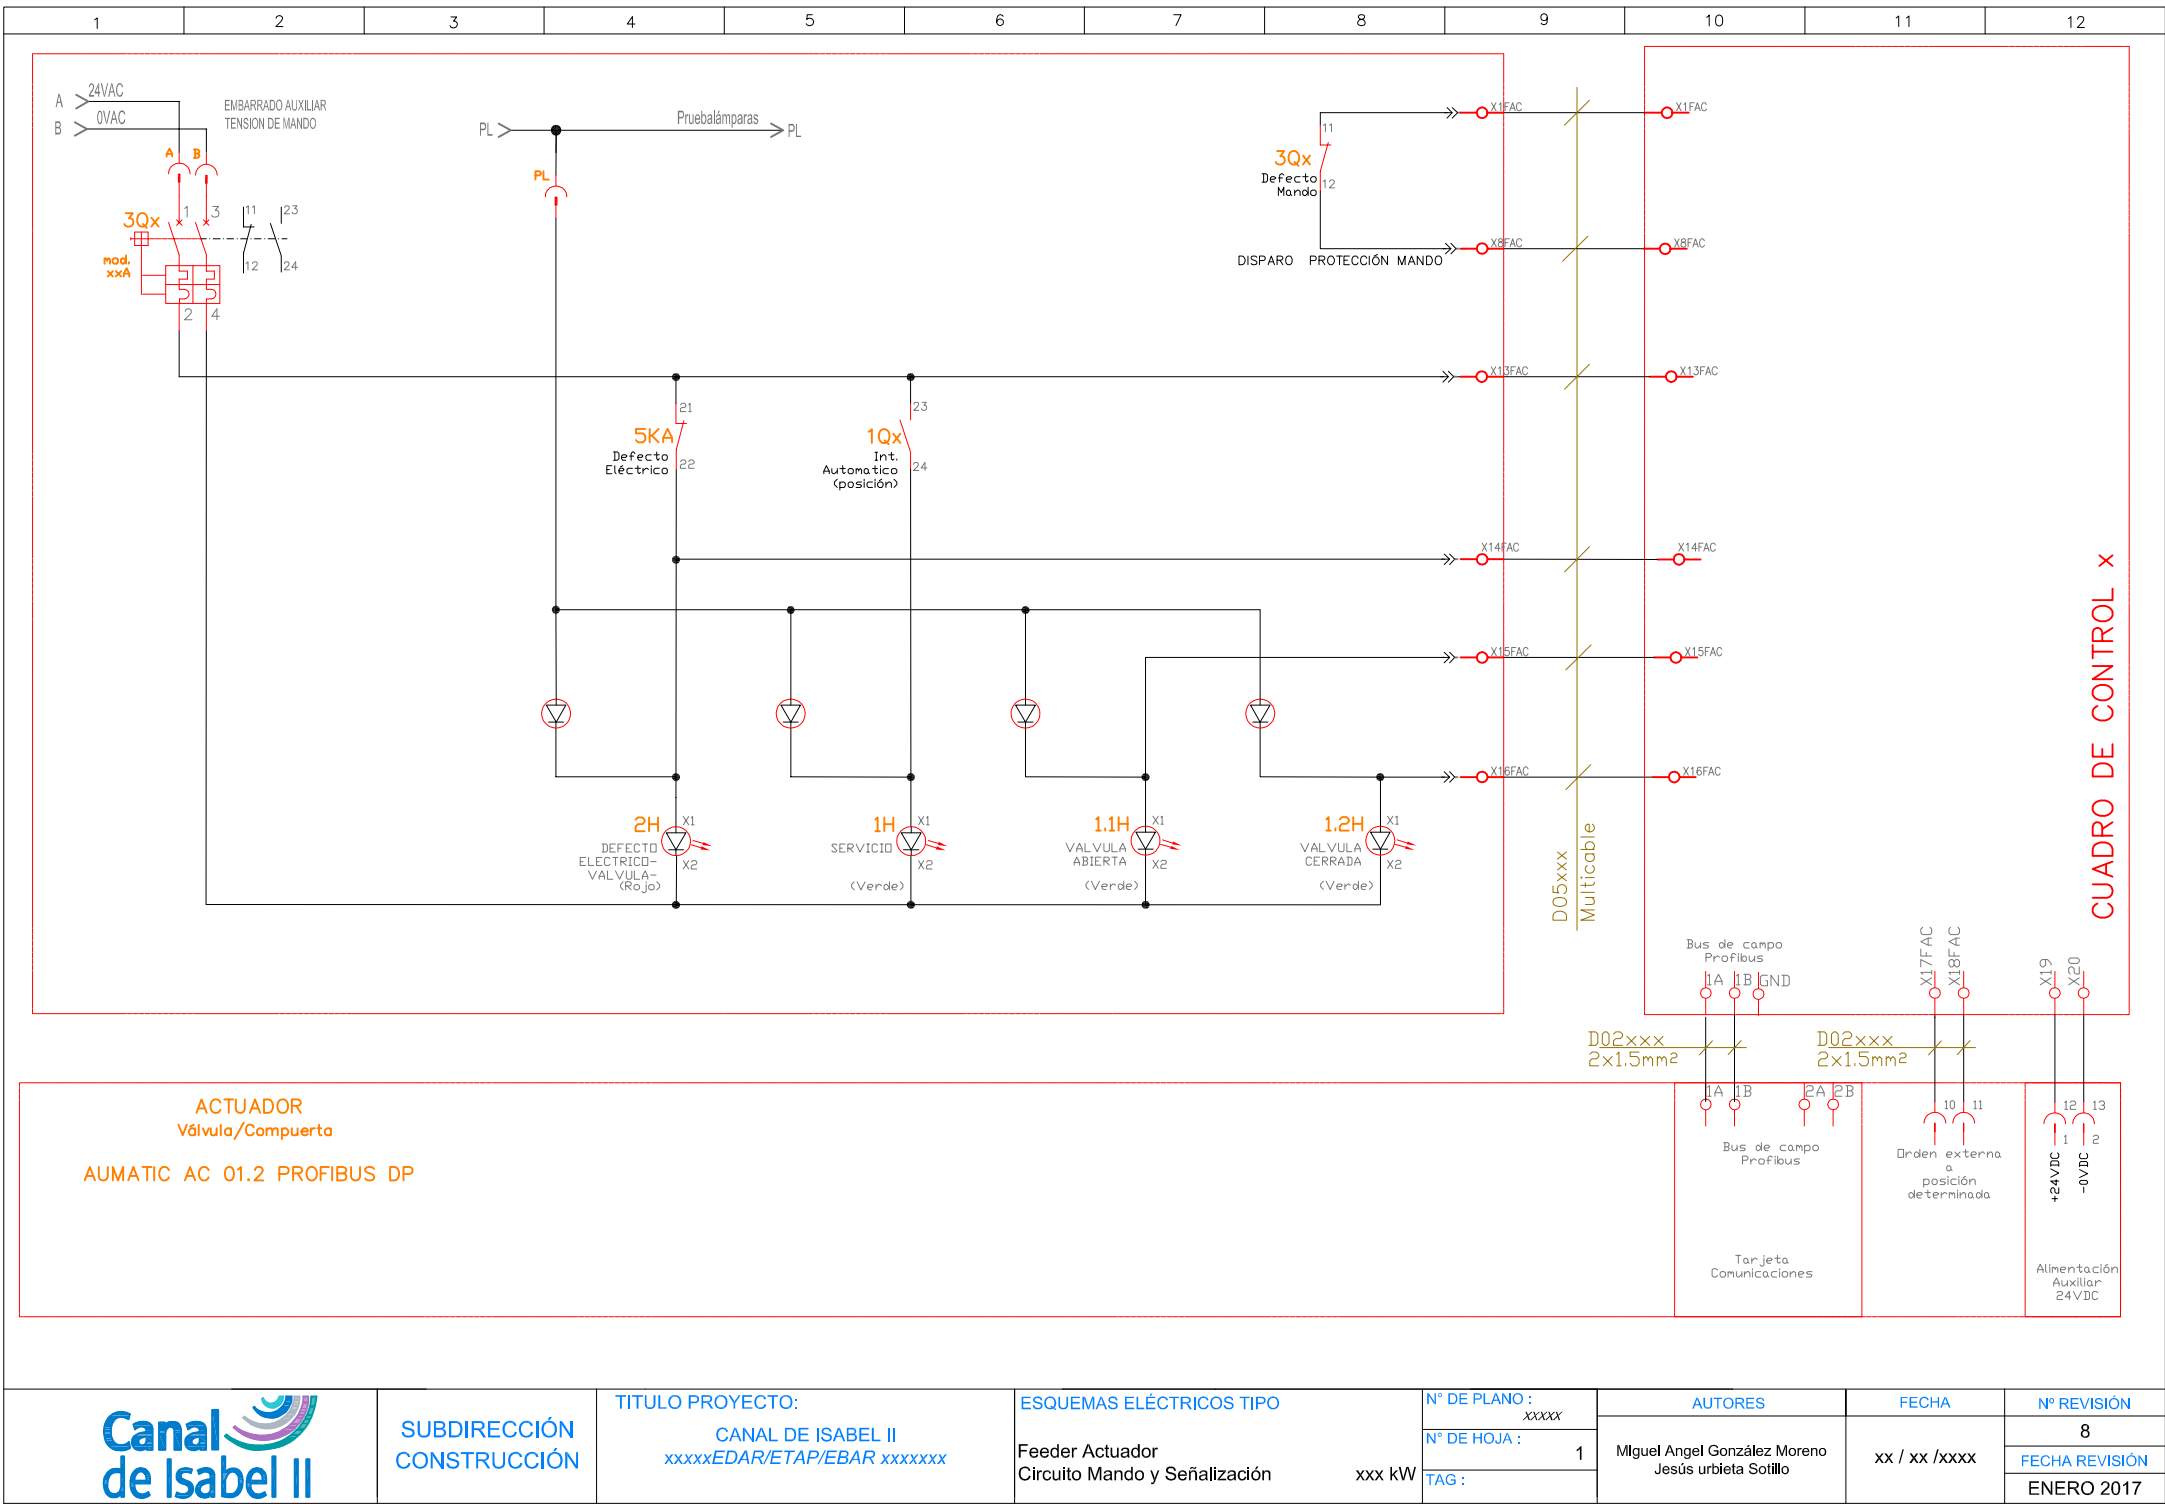 1 2 3 4 5 6 7 8 9 10 11 12
A 24VAC
B 0VAC
EMBARRADO AUXILIAR
TENSION DE MANDO
A B
3Qx
1 3 11 23
mod.
xxA
12 24
2 4
PL Pruebalámparas PL
PL
11
3Qx
Defecto
Mando
12
DISPARO PROTECCIÓN MANDO
X1FAC X1FAC
X8FAC X8FAC
X13FAC X13FAC
21
5KA
Defecto
Eléctrico
22
23
1Qx
Int.
Automatico
(posición)
24
X14FAC X14FAC
X15FAC X15FAC
X16FAC X16FAC
2H X1
DEFECTO
ELECTRICO-
VALVULA-
(Rojo)
X2
1H X1
SERVICIO
X2
(Verde)
1.1H X1
VALVULA
ABIERTA
X2
(Verde)
1.2H X1
VALVULA
CERRADA
X2
(Verde)
D05xxx
Multicable
CUADRO DE CONTROL x
Bus de campo
Profibus
1A 1B GND
X17FAC X18FAC
X19 X20
D02xxx
2x1.5mm²
D02xxx
2x1.5mm²
ACTUADOR
Válvula/Compuerta
AUMATIC AC 01.2 PROFIBUS DP
1A 1B 2A 2B
Bus de campo
Profibus
Tarjeta
Comunicaciones
10 11
Orden externa
a
posición
determinada
12 13
1 2
+24VDC -0VDC
Alimentación
Auxiliar
24VDC
Canal
de Isabel II
SUBDIRECCIÓN
CONSTRUCCIÓN
TITULO PROYECTO:
CANAL DE ISABEL II
xxxxxEDAR/ETAP/EBAR xxxxxxx
ESQUEMAS ELÉCTRICOS TIPO
Feeder Actuador
Circuito Mando y Señalización xxx kW
N° DE PLANO :
xxxxx
N° DE HOJA :
1
TAG :
AUTORES
MIguel Angel González Moreno
Jesús urbieta Sotillo
FECHA
xx / xx /xxxx
Nº REVISIÓN
8
FECHA REVISIÓN
ENERO 2017